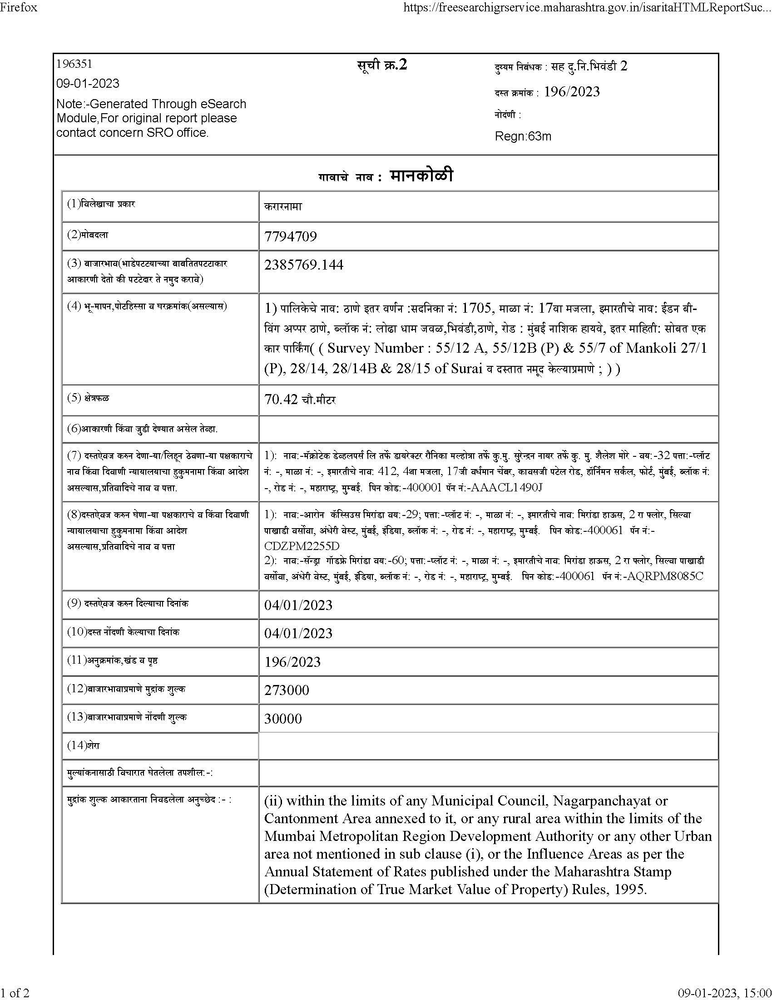 Firefox
https://freesearchigrservice.maharashtra.gov.in/isaritaHTMLReportSuc...
196351
09-01-2023
Note:-Generated Through eSearch
Module,For original report please
contact concern SRO office.
सूची क्र.2
दुय्यम निबंधक : सह दु.नि.भिवंडी 2
दस्त क्रमांक : 196/2023
नोदंणी :
Regn:63m
गावाचे नाव : मानकोळी
(1)विलेखाचा प्रकार
करारनामा
(2)मोबदला
7794709
(3) बाजारभाव(भाडेपटटयाच्या बाबतितपटटाकार
आकारणी देतो की पटटेदार ते नमुद करावे)
2385769.144
(4) भू-मापन,पोटहिस्सा व घरक्रमांक(असल्यास)
1) पालिकेचे नाव: ठाणे इतर वर्णन :सदनिका नं: 1705, माळा नं: 17वा मजला, इमारतीचे नाव: ईडन बी-
विंग अप्पर ठाणे, ब्लॉक नं: लोढा धाम जवळ,भिवंडी,ठाणे, रोड : मुंबई नाशिक हायवे, इतर माहिती: सोबत एक
कार पार्किंग( ( Survey Number : 55/12 A, 55/12B (P) & 55/7 of Mankoli 27/1
(P), 28/14, 28/14B & 28/15 of Surai व दस्तात नमूद केल्याप्रमाणे ; ) )
(5) क्षेत्रफळ
70.42 चौ.मीटर
(6)आकारणी किंवा जुडी देण्यात असेल तेव्हा.
(7) दस्तऐवज करुन देणा-या/लिहून ठेवणा-या पक्षकाराचे
नाव किंवा दिवाणी न्यायालयाचा हुकुमनामा किंवा आदेश
असल्यास,प्रतिवादिचे नाव व पत्ता.
1): नाव:-मॅक्रोटेक डेव्हलपर्स लि तर्फे डायरेक्टर रौनिका मल्होत्रा तर्फे कु.मु. सुरेन्द्रन नायर तर्फे कु. मु. शैलेश मोरे - वय:-32 पत्ता:-प्लॉट
नं: -, माळा नं: -, इमारतीचे नाव: 412, 4था मजला, 17जी वर्धमान चेंबर, कावसजी पटेल रोड, हॉर्निमन सर्कल, फोर्ट, मुंबई, ब्लॉक नं:
-, रोड नं: -, महाराष्ट्र, मुम्बई. पिन कोड:-400001 पॅन नं:-AAACL1490J
(8)दस्तऐवज करुन घेणा-या पक्षकाराचे व किंवा दिवाणी
न्यायालयाचा हुकुमनामा किंवा आदेश
असल्यास,प्रतिवादिचे नाव व पत्ता
1): नाव:-आरोन कॅस्सिउस मिरांडा वय:-29; पत्ता:-प्लॉट नं: -, माळा नं: -, इमारतीचे नाव: मिरांडा हाऊस, 2 रा फ्लोर, सिल्वा
पाखाडी वर्सोवा, अंधेरी वेस्ट, मुंबई, इंडिया, ब्लॉक नं: -, रोड नं: -, महाराष्ट्र, मुम्बई. पिन कोड:-400061 पॅन नं:-
CDZPM2255D
2): नाव:-सॅन्ड्रा गॉडफ्रे मिरांडा वय:-60; पत्ता:-प्लॉट नं: -, माळा नं: -, इमारतीचे नाव: मिरांडा हाऊस, 2 रा फ्लोर, सिल्वा पाखाडी
वर्सोवा, अंधेरी वेस्ट, मुंबई, इंडिया, ब्लॉक नं: -, रोड नं: -, महाराष्ट्र, मुम्बई. पिन कोड:-400061 पॅन नं:-AQRPM8085C
(9) दस्तऐवज करुन दिल्याचा दिनांक
04/01/2023
(10)दस्त नोंदणी केल्याचा दिनांक
04/01/2023
(11)अनुक्रमांक,खंड व पृष्ठ
196/2023
(12)बाजारभावाप्रमाणे मुद्रांक शुल्क
273000
(13)बाजारभावाप्रमाणे नोंदणी शुल्क
30000
(14)शेरा
मुल्यांकनासाठी विचारात घेतलेला तपशील:-:
मुद्रांक शुल्क आकारताना निवडलेला अनुच्छेद :- :
(ii) within the limits of any Municipal Council, Nagarpanchayat or
Cantonment Area annexed to it, or any rural area within the limits of the
Mumbai Metropolitan Region Development Authority or any other Urban
area not mentioned in sub clause (i), or the Influence Areas as per the
Annual Statement of Rates published under the Maharashtra Stamp
(Determination of True Market Value of Property) Rules, 1995.
1 of 2
09-01-2023, 15:00